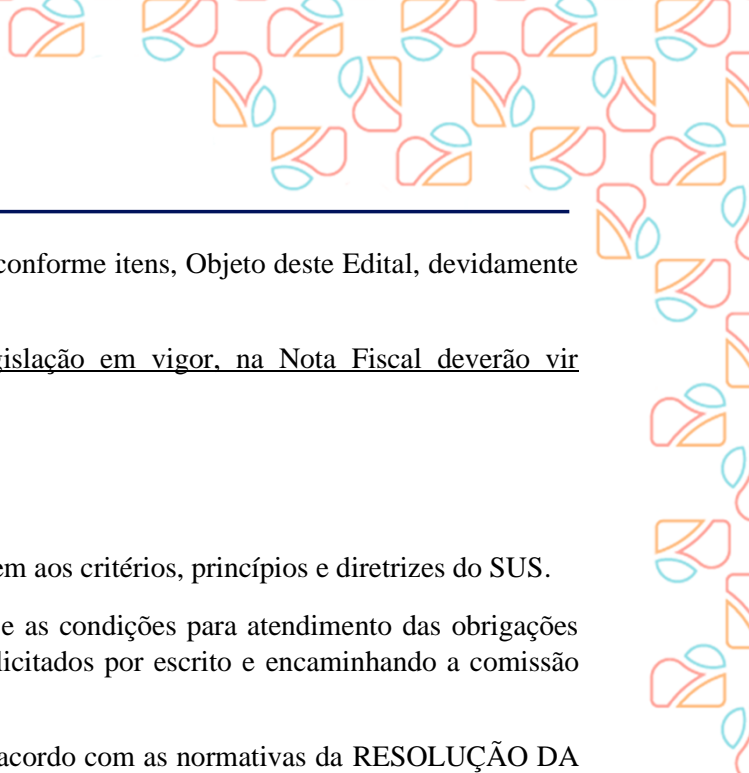 conforme itens, Objeto deste Edital, devidamente
gislação em vigor, na Nota Fiscal deverão vir
em aos critérios, princípios e diretrizes do SUS.
e as condições para atendimento das obrigações
licitados por escrito e encaminhando a comissão
acordo com as normativas da RESOLUÇÃO DA